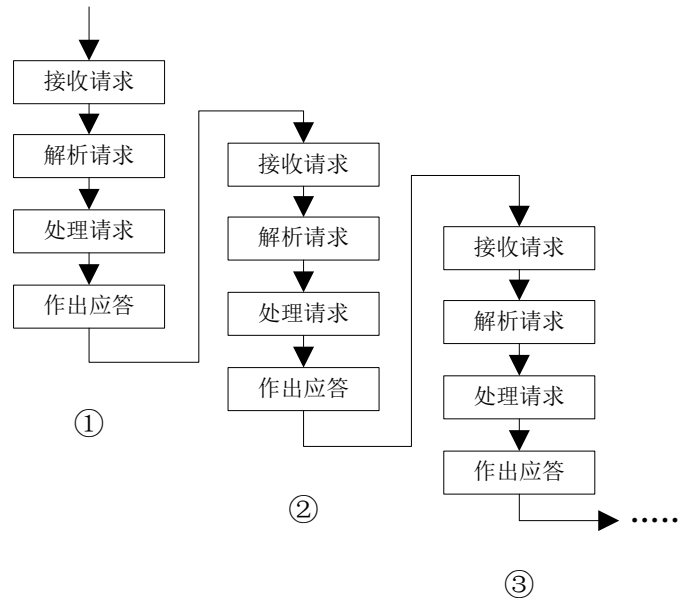 接收请求
解析请求
处理请求
作出应答
①
接收请求
解析请求
处理请求
作出应答
②
接收请求
解析请求
处理请求
作出应答
·····
③